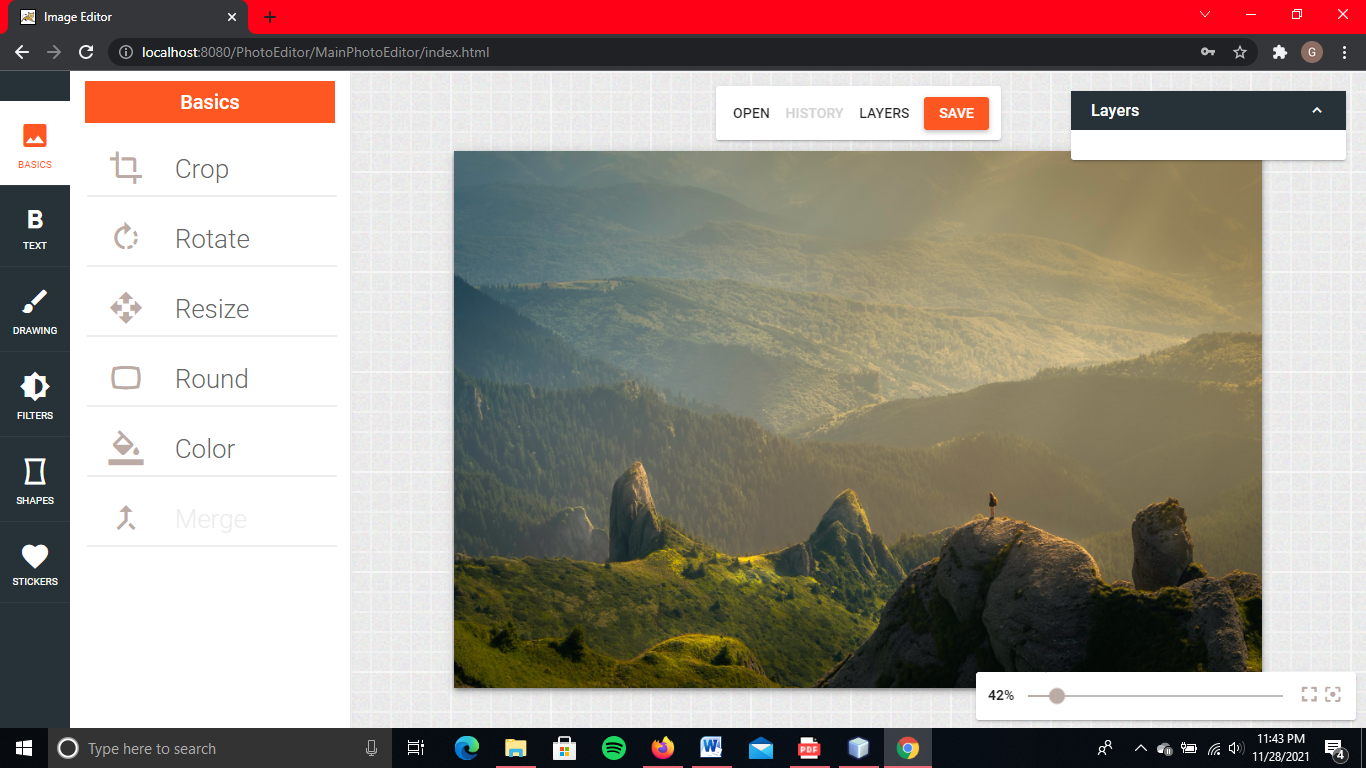 Image Editor
localhost:8080/PhotoEditor/MainPhotoEditor/index.html
G
BASICS
TEXT
DRAWING
FILTERS
SHAPES
STICKERS
Basics
Crop
Rotate
Resize
Round
Color
Merge
OPEN HISTORY LAYERS SAVE
Layers
42%
Type here to search
11:43 PM
11/28/2021
4